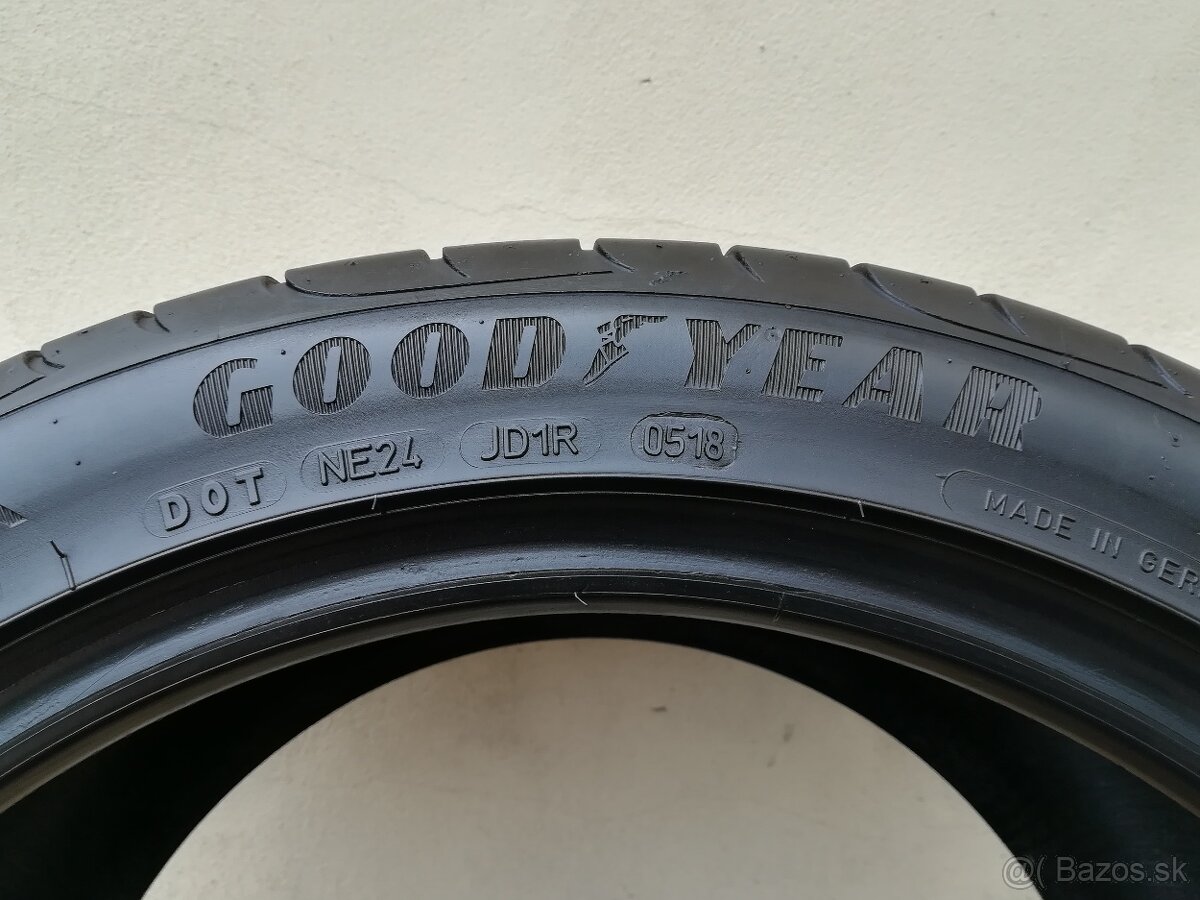 GOODYEAR
DOT NE24 JD1R 0518
MADE IN GER
@( Bazos.sk